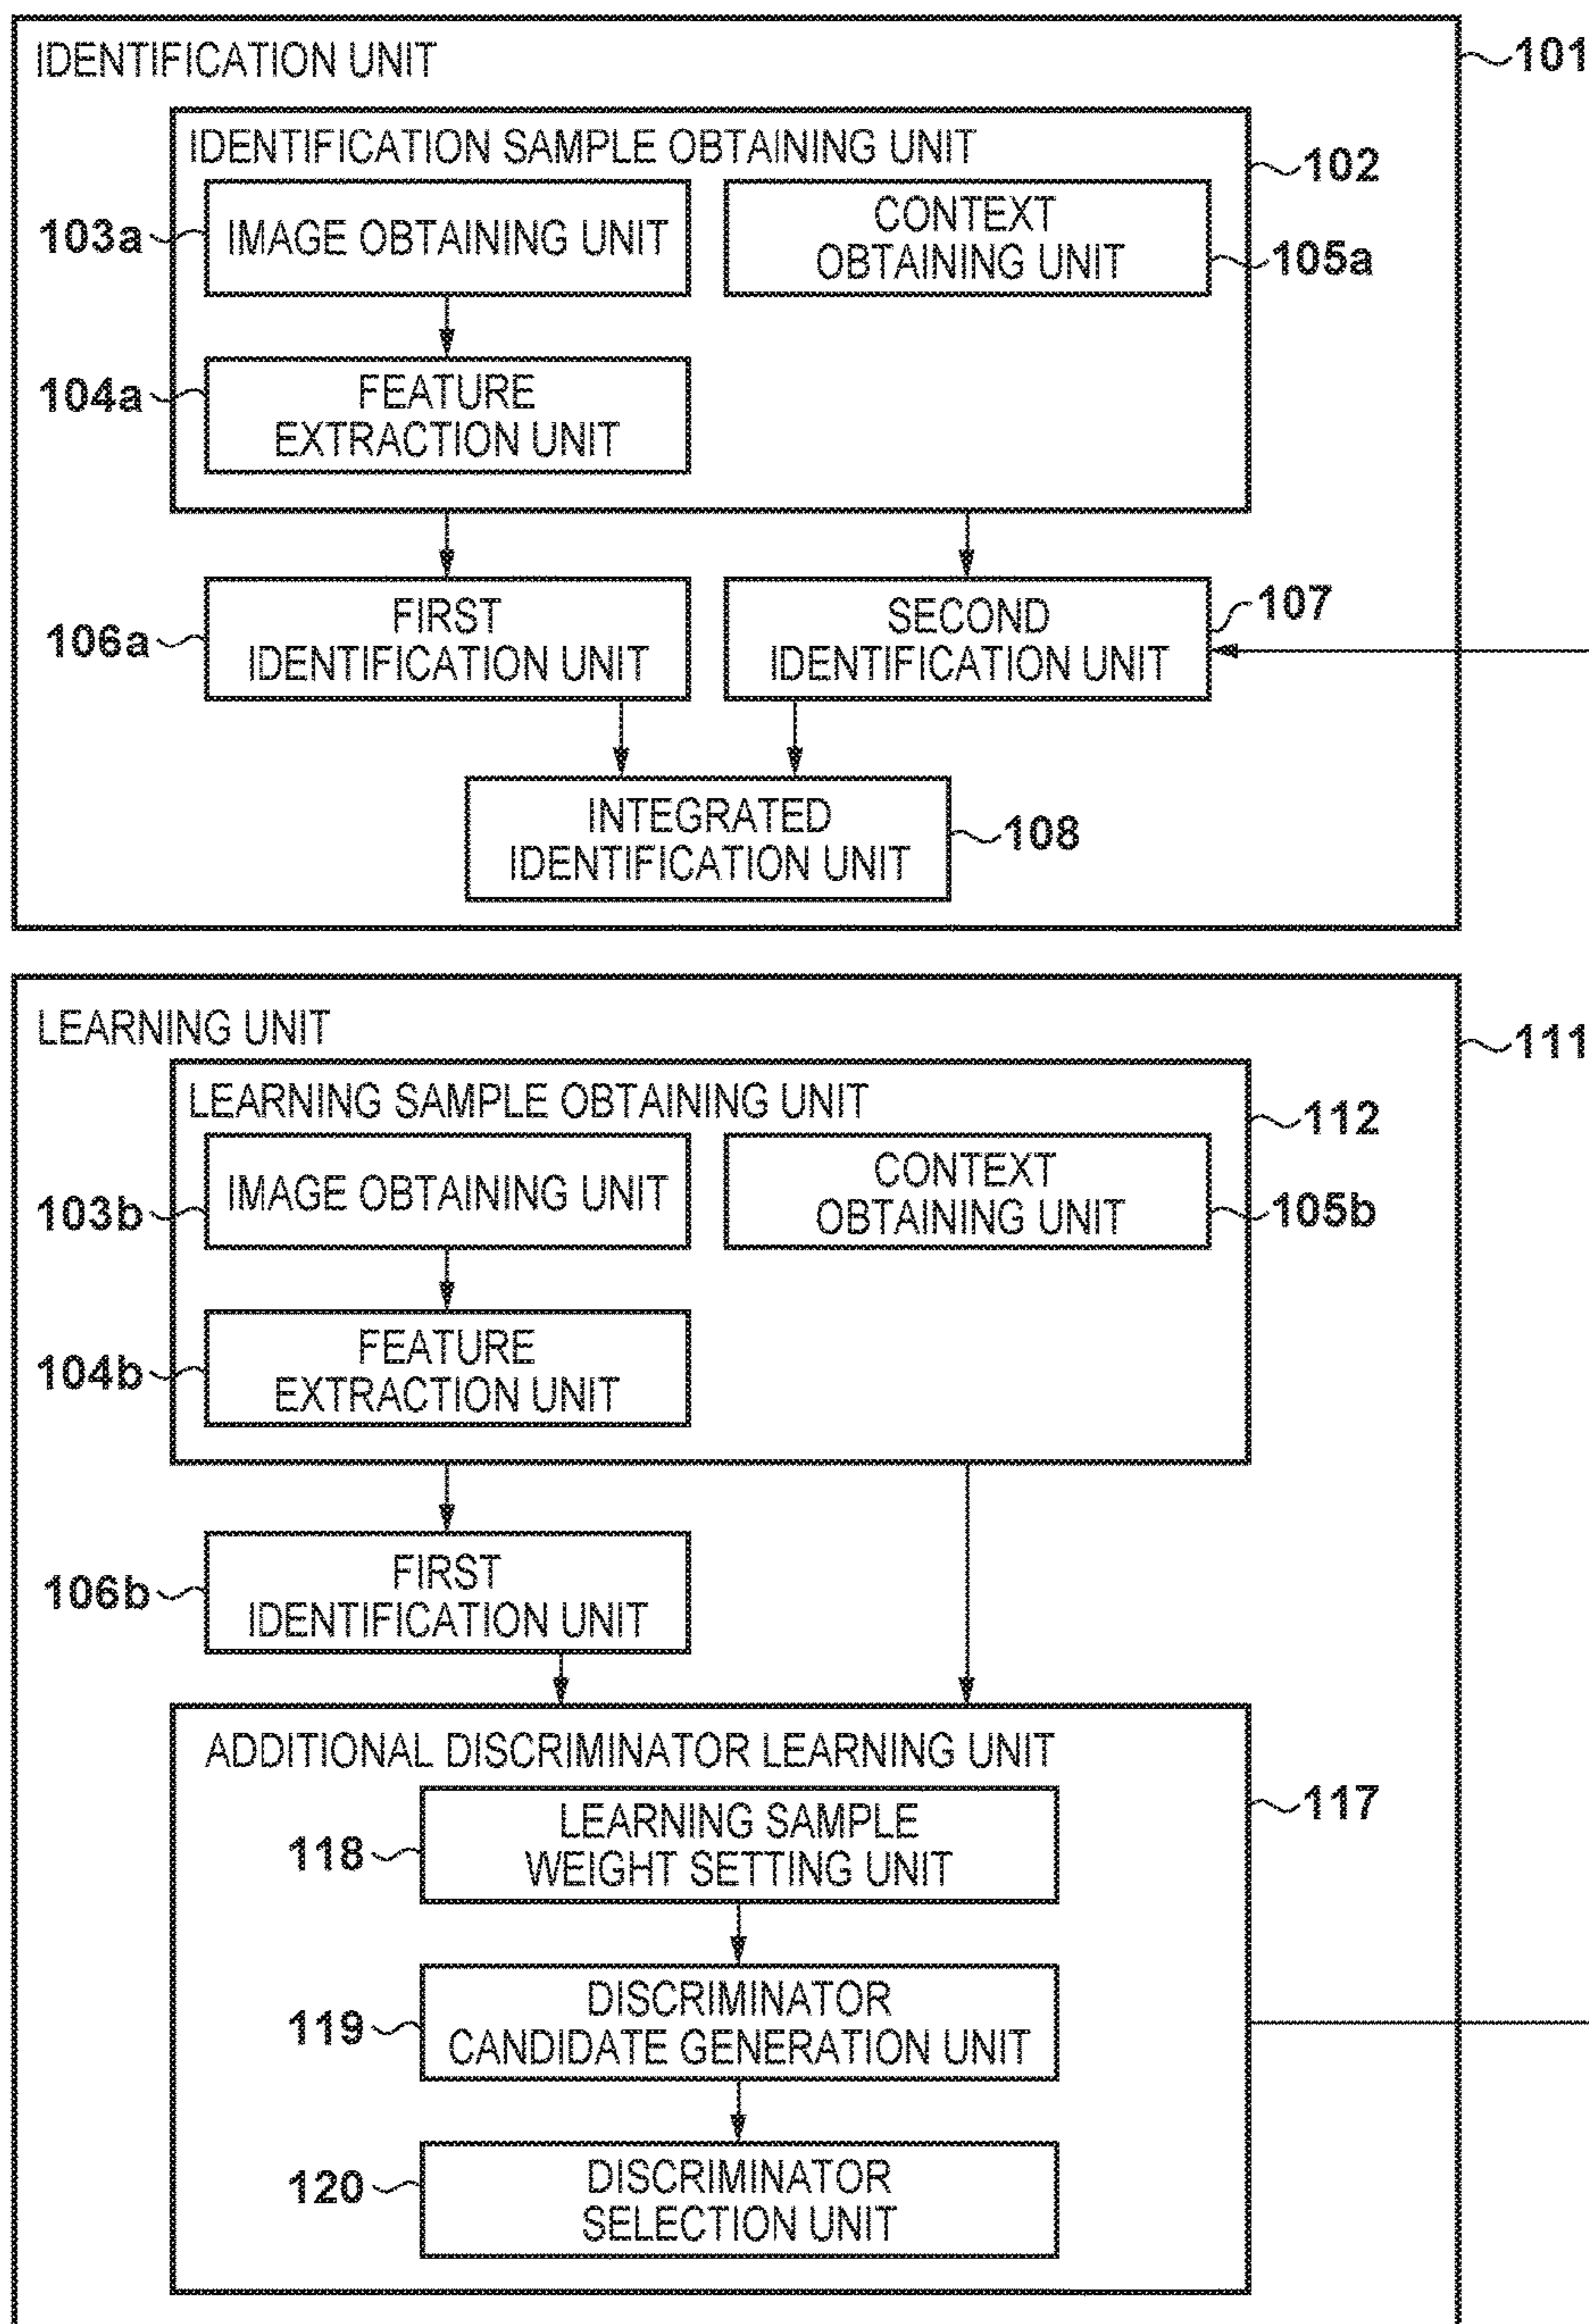 IDENTIFICATION UNIT
101
IDENTIFICATION SAMPLE OBTAINING UNIT
102
103a
IMAGE OBTAINING UNIT
CONTEXT
OBTAINING UNIT
105a
104a
FEATURE
EXTRACTION UNIT
106a
FIRST
IDENTIFICATION UNIT
SECOND
IDENTIFICATION UNIT
107
INTEGRATED
IDENTIFICATION UNIT
108
LEARNING UNIT
111
LEARNING SAMPLE OBTAINING UNIT
112
103b
IMAGE OBTAINING UNIT
CONTEXT
OBTAINING UNIT
105b
104b
FEATURE
EXTRACTION UNIT
106b
FIRST
IDENTIFICATION UNIT
ADDITIONAL DISCRIMINATOR LEARNING UNIT
117
118
LEARNING SAMPLE
WEIGHT SETTING UNIT
119
DISCRIMINATOR
CANDIDATE GENERATION UNIT
120
DISCRIMINATOR
SELECTION UNIT